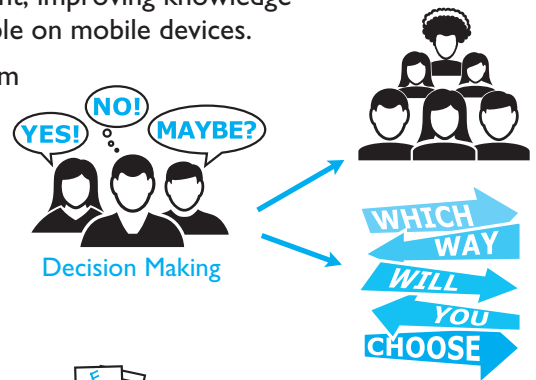 nt, improving knowledge
ple on mobile devices.
m
YES!
NO!
MAYBE?
Decision Making
WHICH
WAY
WILL
YOU
CHOOSE
E